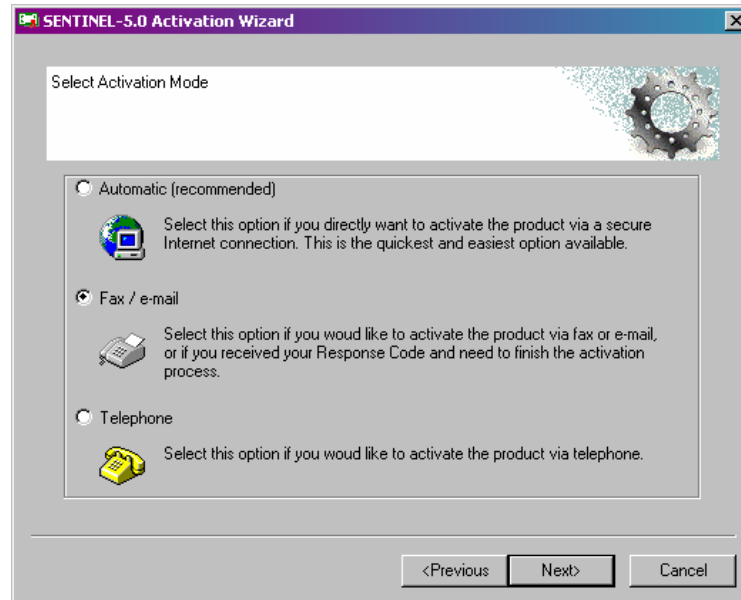 SENTINEL-5.0 Activation Wizard
Select Activation Mode
Automatic (recommended)
Select this option if you directly want to activate the product via a secure
Internet connection. This is the quickest and easiest option available.
Fax / e-mail
Select this option if you woud like to activate the product via fax or e-mail,
or if you received your Response Code and need to finish the activation
process.
Telephone
Select this option if you woud like to activate the product via telephone.
<Previous Next> Cancel